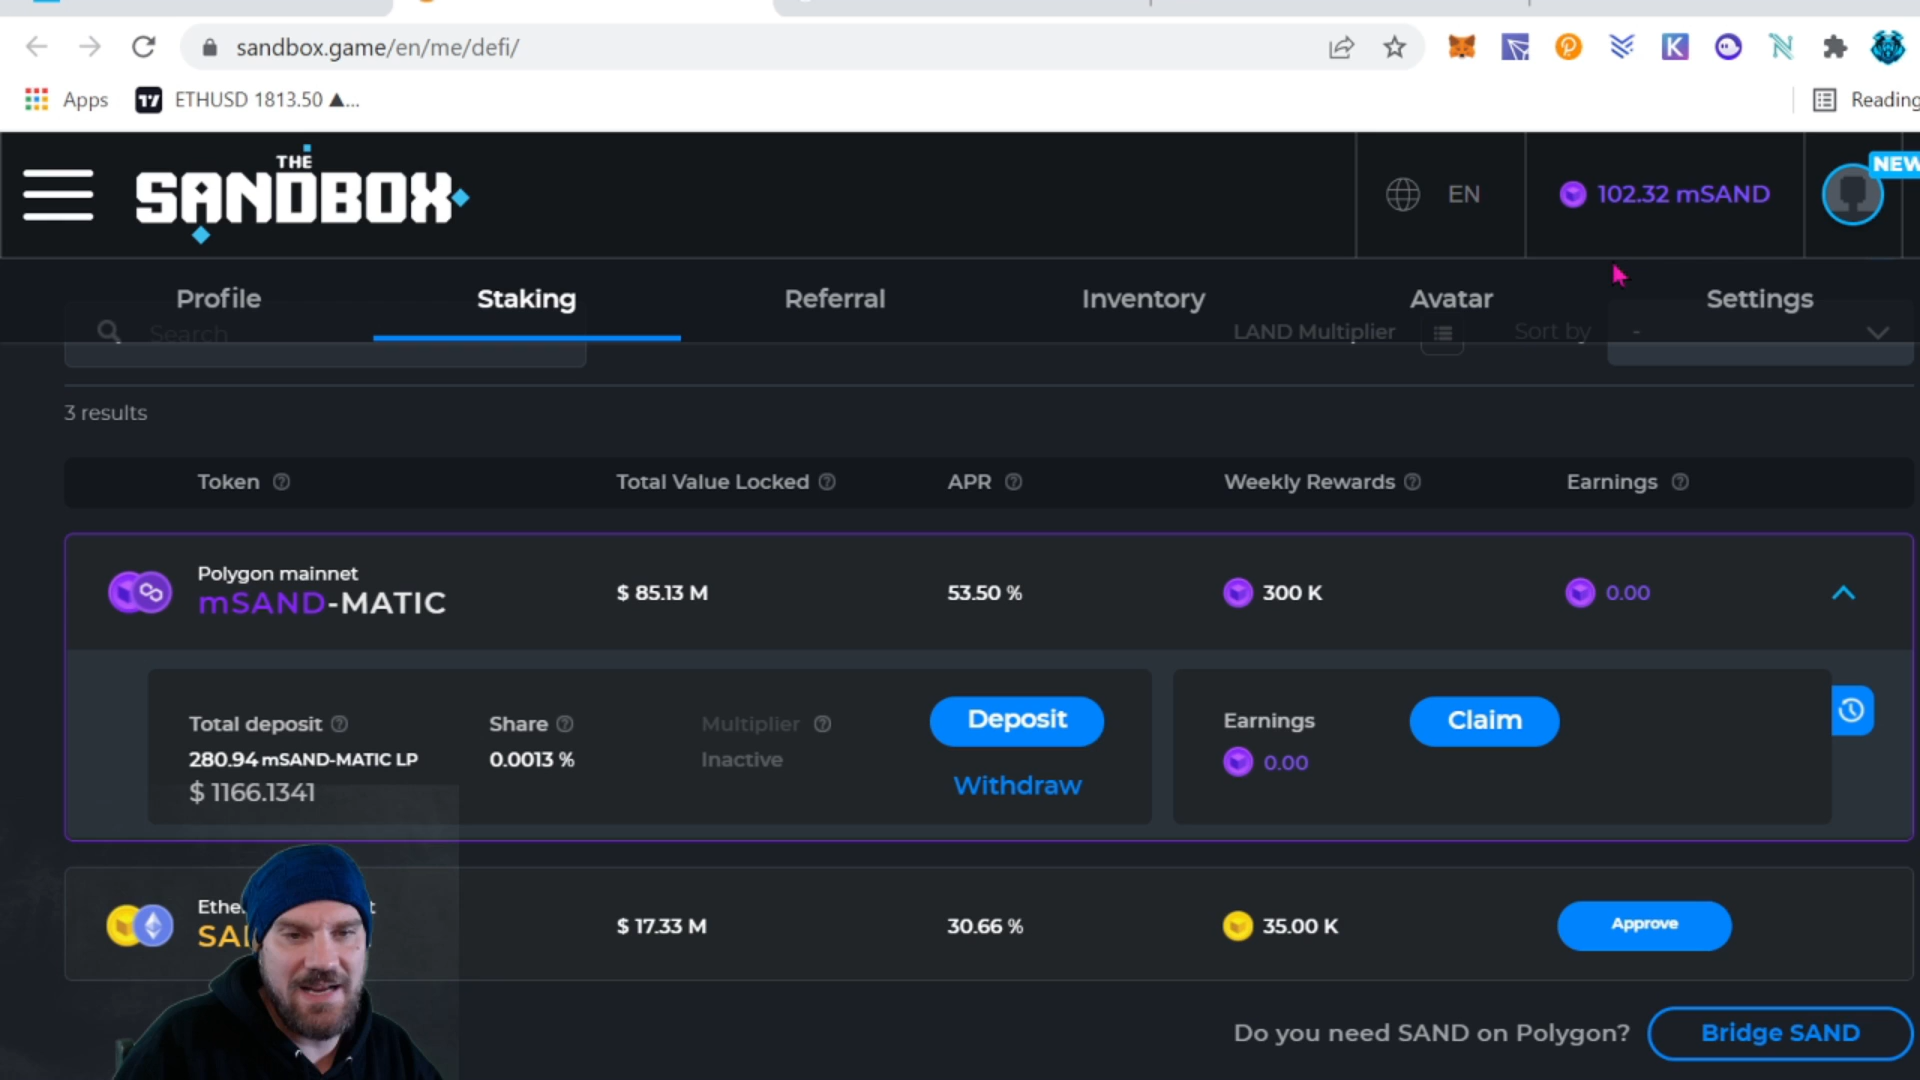 sandbox.game/en/me/defi/
Apps
ETHUSD 1813.50 ▲...
Reading
THE
SANDBOX
EN
102.32 mSAND
NEW
Profile
Staking
Referral
Inventory
Avatar
Settings
Search
LAND Multiplier
Sort by
-
3 results
Token
Total Value Locked
APR
Weekly Rewards
Earnings
Polygon mainnet
mSAND-MATIC
$ 85.13 M
53.50 %
300 K
0.00
Total deposit
280.94 mSAND-MATIC LP
$ 1166.1341
Share
0.0013 %
Multiplier
Inactive
Deposit
Withdraw
Earnings
0.00
Claim
$ 17.33 M
30.66 %
35.00 K
Approve
Do you need SAND on Polygon?
Bridge SAND